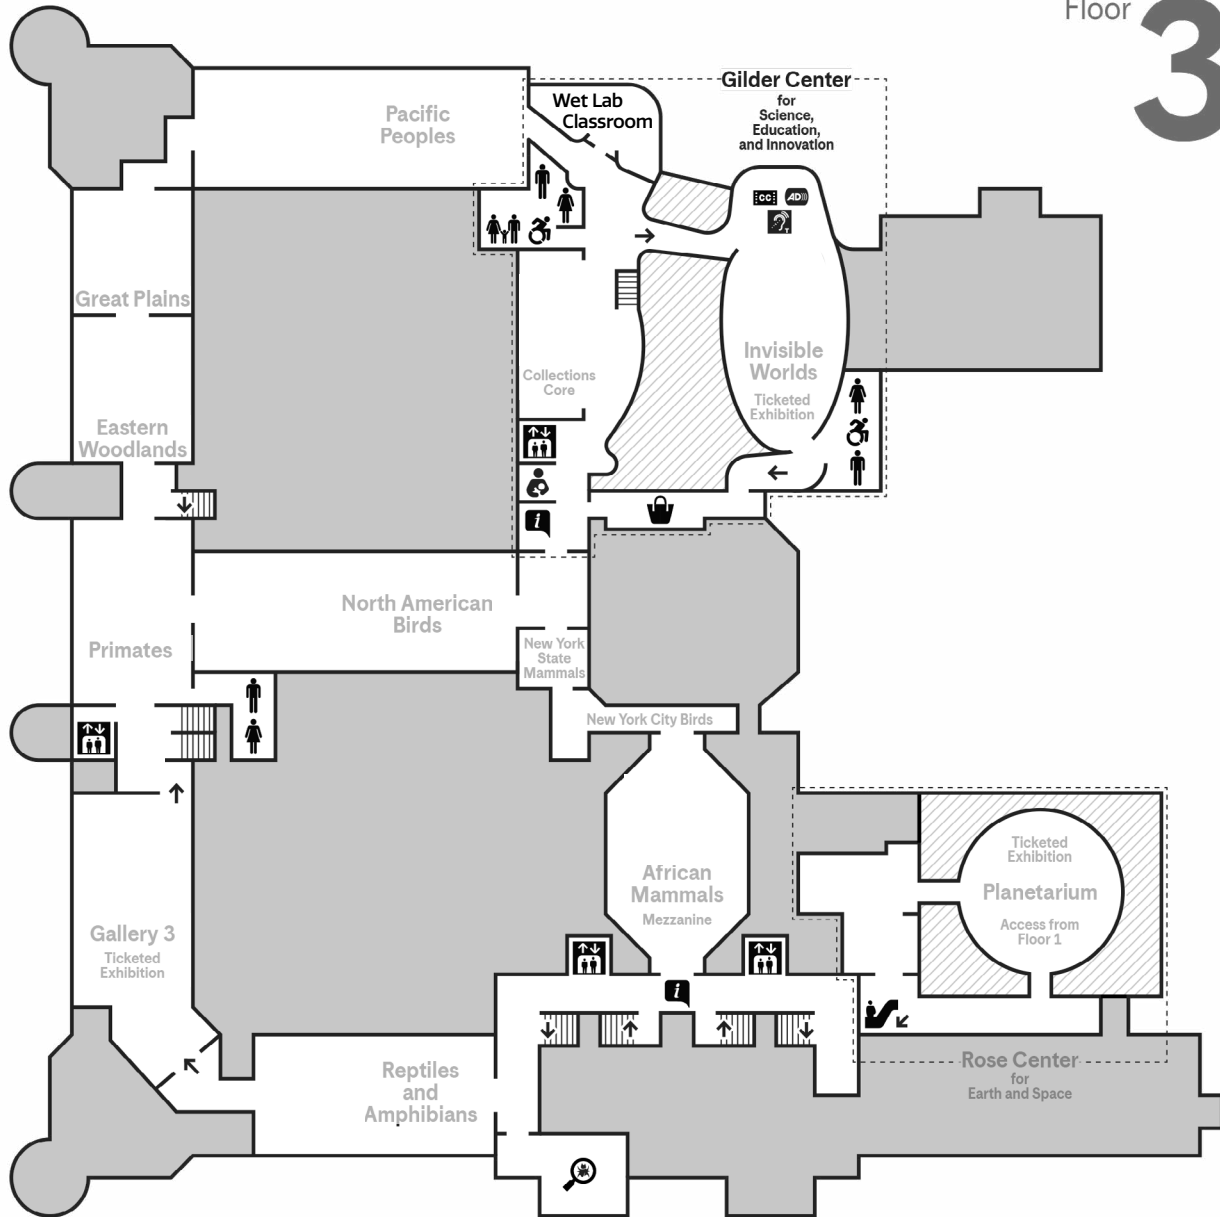 Floor
3
Gilder Center
for
Science,
Education,
and Innovation
Wet Lab
Classroom
Pacific
Peoples
CC
AD
Great Plains
Invisible
Worlds
Ticketed
Exhibition
Collections
Core
Eastern
Woodlands
i
North American
Birds
New York
State
Mammals
Primates
New York City Birds
African
Mammals
Mezzanine
Ticketed
Exhibition
Planetarium
Access from
Floor 1
Gallery 3
Ticketed
Exhibition
i
Reptiles
and
Amphibians
Rose Center
for
Earth and Space